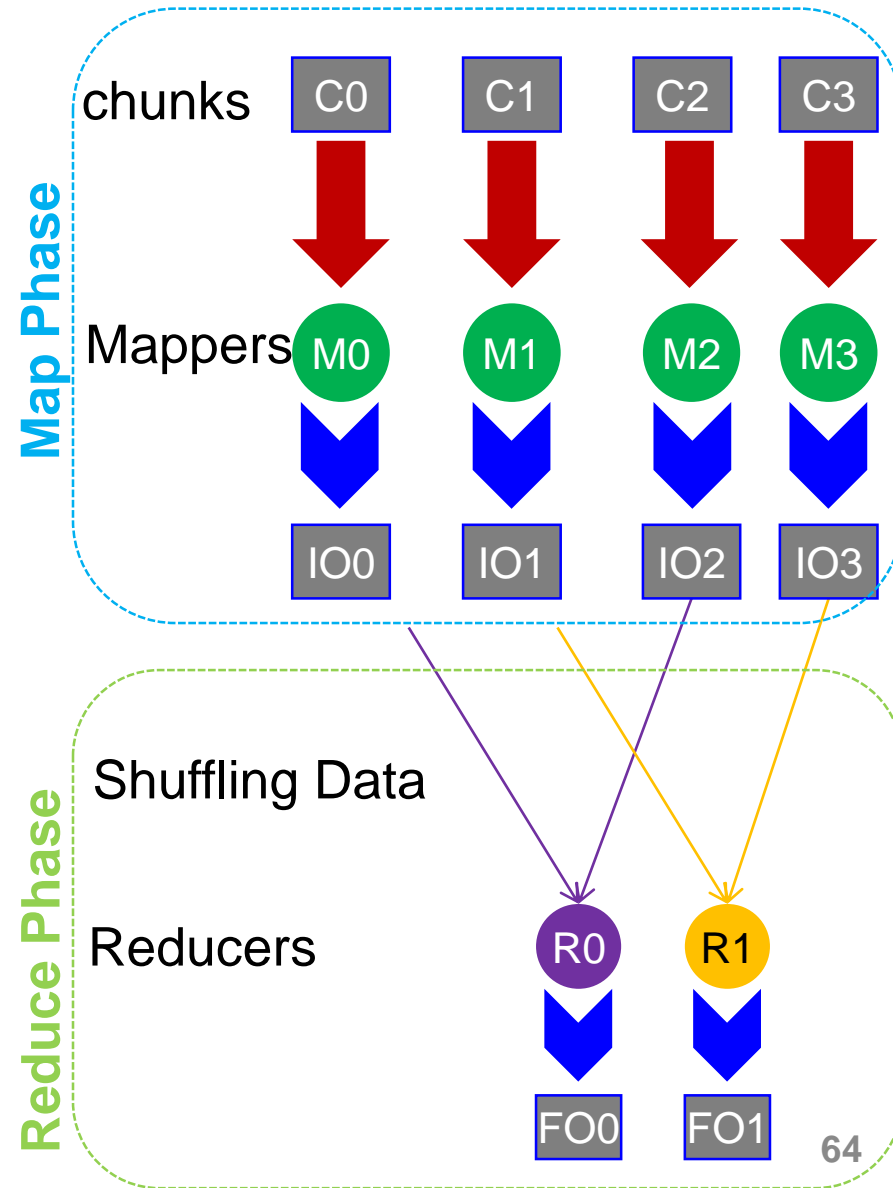 Map Phase
chunks C0 C1 C2 C3
Mappers M0 M1 M2 M3
IO0 IO1 IO2 IO3
Reduce Phase
Shuffling Data
Reducers R0 R1
FO0 FO1
64